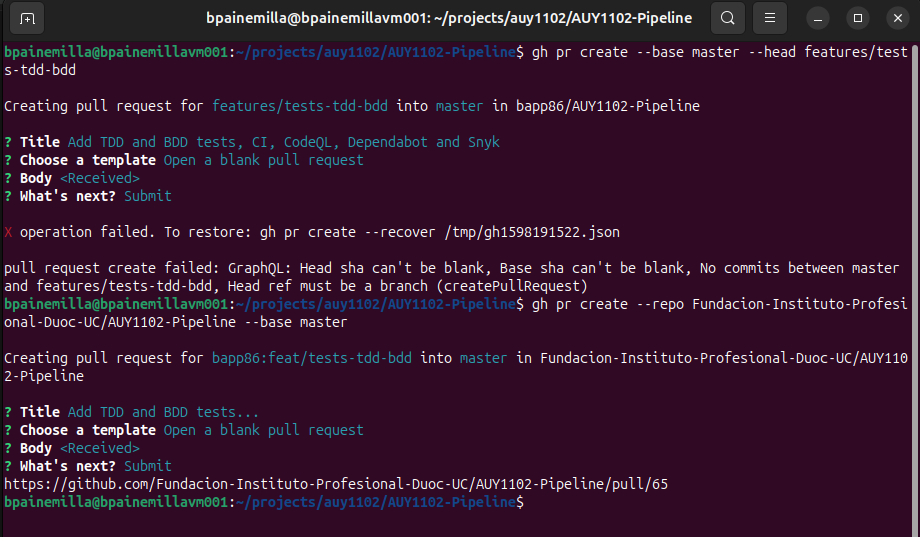 bpainemilla@bpainemillavm001: ~/projects/auy1102/AUY1102-Pipeline
bpainemilla@bpainemillavm001:~/projects/auy1102/AUY1102-Pipeline$ gh pr create --base master --head features/test
s-tdd-bdd
Creating pull request for features/tests-tdd-bdd into master in bapp86/AUY1102-Pipeline
? Title Add TDD and BDD tests, CI, CodeQL, Dependabot and Snyk
? Choose a template Open a blank pull request
? Body <Received>
? What's next? Submit
X operation failed. To restore: gh pr create --recover /tmp/gh1598191522.json
pull request create failed: GraphQL: Head sha can't be blank, Base sha can't be blank, No commits between master
and features/tests-tdd-bdd, Head ref must be a branch (createPullRequest)
bpainemilla@bpainemillavm001:~/projects/auy1102/AUY1102-Pipeline$ gh pr create --repo Fundacion-Instituto-Profesi
onal-Duoc-UC/AUY1102-Pipeline --base master
Creating pull request for bapp86:feat/tests-tdd-bdd into master in Fundacion-Instituto-Profesional-Duoc-UC/AUY110
2-Pipeline
? Title Add TDD and BDD tests...
? Choose a template Open a blank pull request
? Body <Received>
? What's next? Submit
https://github.com/Fundacion-Instituto-Profesional-Duoc-UC/AUY1102-Pipeline/pull/65
bpainemilla@bpainemillavm001:~/projects/auy1102/AUY1102-Pipeline$